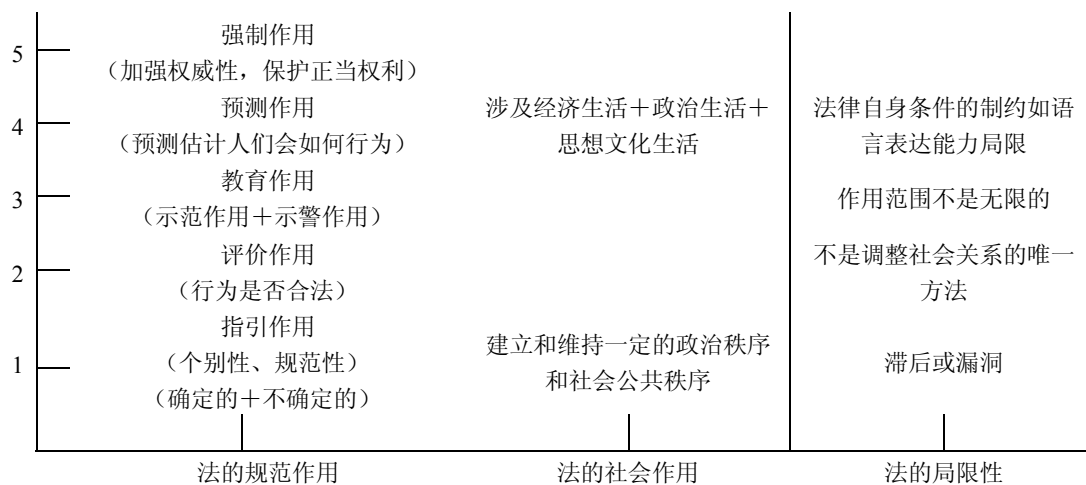 5
强制作用
（加强权威性，保护正当权利）
4
预测作用
（预测估计人们会如何行为）
涉及经济生活＋政治生活＋
思想文化生活
法律自身条件的制约如语
言表达能力局限
3
教育作用
（示范作用＋示警作用）
作用范围不是无限的
2
评价作用
（行为是否合法）
不是调整社会关系的唯一
方法
1
指引作用
（个别性、规范性）
（确定的＋不确定的）
建立和维持一定的政治秩序
和社会公共秩序
滞后或漏洞
法的规范作用
法的社会作用
法的局限性